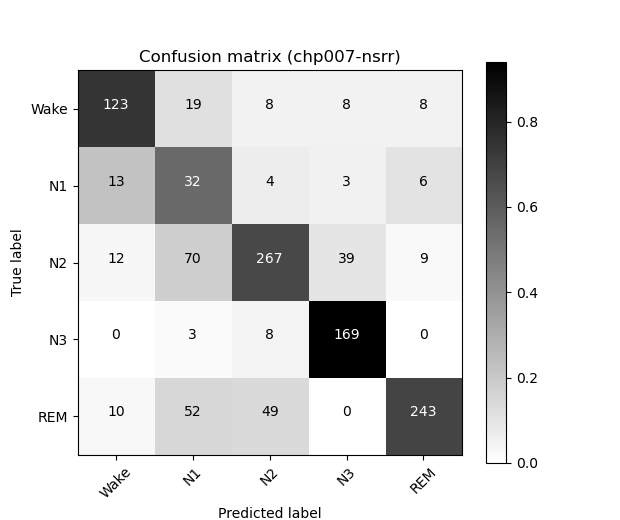 Confusion matrix (chp007-nsrr)
Wake 123 19 8 8 8
N1 13 32 4 3 6
N2 12 70 267 39 9
N3 0 3 8 169 0
REM 10 52 49 0 243
Wake N1 N2 N3 REM
True label
Predicted label
0.8
0.6
0.4
0.2
0.0